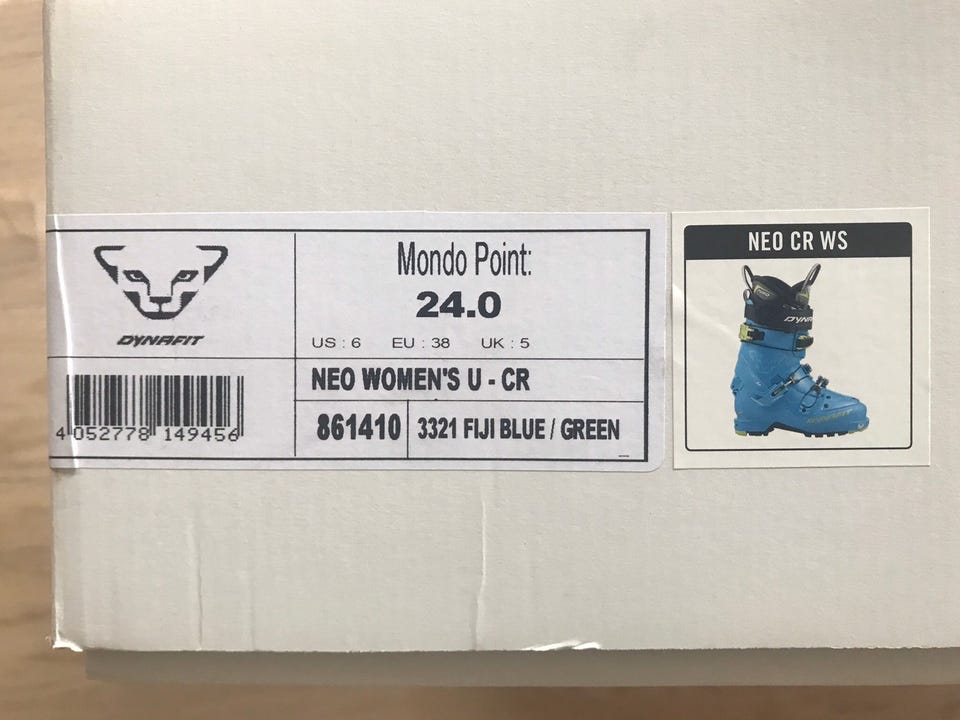 DYNAFIT
4 052778 149456
Mondo Point:
24.0
US : 6 EU : 38 UK : 5
NEO WOMEN'S U - CR
861410 3321 FIJI BLUE / GREEN
NEO CR WS
DYNAFIT